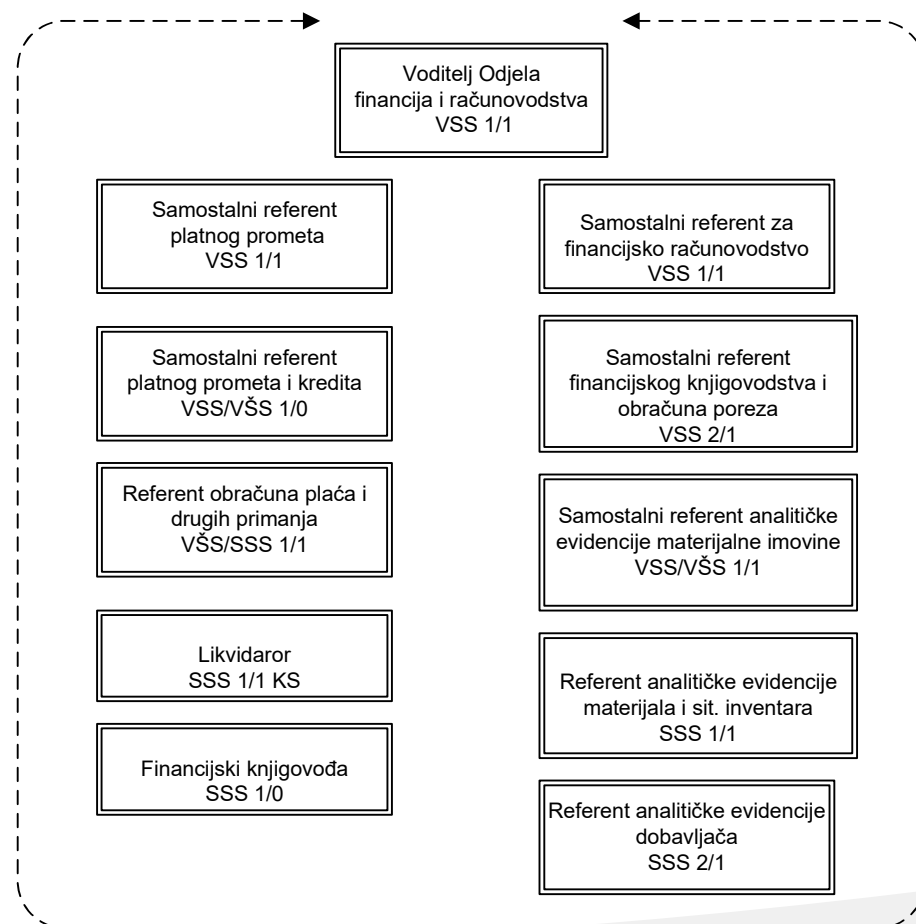 Voditelj Odjela
financija i računovodstva
VSS 1/1
Samostalni referent
platnog prometa
VSS 1/1
Samostalni referent
platnog prometa i kredita
VSS/VŠS 1/0
Referent obračuna plaća i
drugih primanja
VŠS/SSS 1/1
Likvidaror
SSS 1/1 KS
Financijski knjigovođa
SSS 1/0
Samostalni referent za
financijsko računovodstvo
VSS 1/1
Samostalni referent
financijskog knjigovodstva i
obračuna poreza
VSS 2/1
Samostalni referent analitičke
evidencije materijalne imovine
VSS/VŠS 1/1
Referent analitičke evidencije
materijala i sit. inventara
SSS 1/1
Referent analitičke evidencije
dobavljača
SSS 2/1